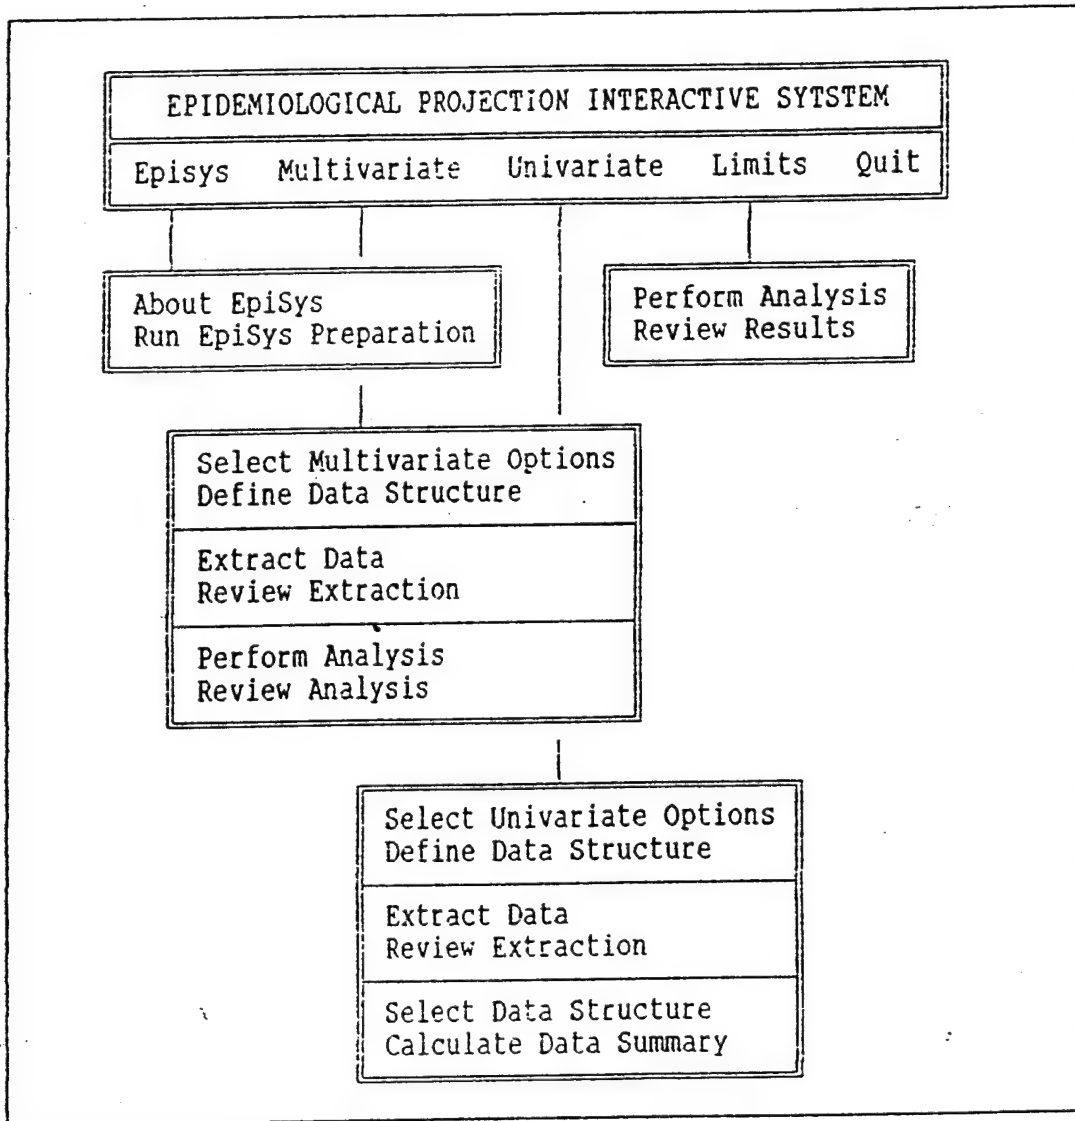 EPIDEMIOLOGICAL PROJECTION INTERACTIVE SYTSTEM
Episys Multivariate Univariate Limits Quit
About EpiSys
Run EpiSys Preparation
Perform Analysis
Review Results
Select Multivariate Options
Define Data Structure
Extract Data
Review Extraction
Perform Analysis
Review Analysis
Select Univariate Options
Define Data Structure
Extract Data
Review Extraction
Select Data Structure
Calculate Data Summary